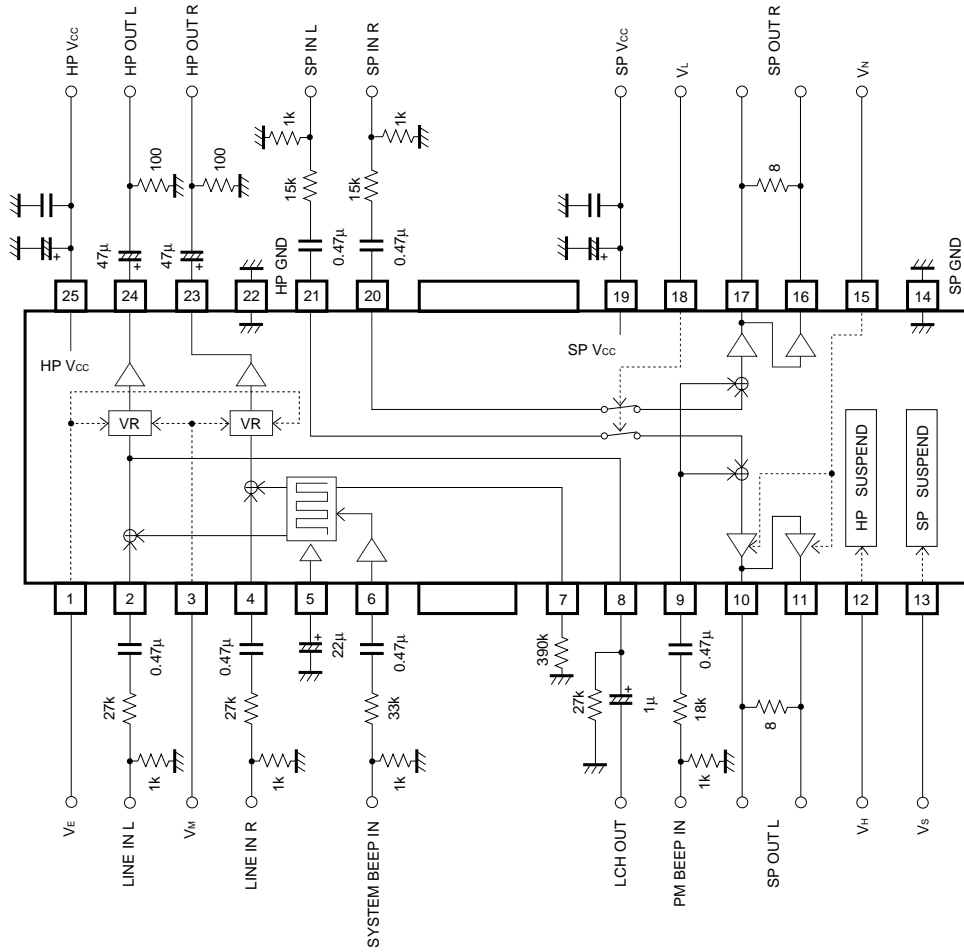 HP Vcc
HP OUT L
HP OUT R
SP IN L
SP IN R
SP Vcc
VL
SP OUT R
VN
1k
1k
100
100
15k
15k
8
47µ
47µ
HP GND
0.47µ
0.47µ
SP GND
25
24
23
22
21
20
19
18
17
16
15
14
HP Vcc
SP Vcc
VR
VR
HP SUSPEND
SP SUSPEND
1
2
3
4
5
6
7
8
9
10
11
12
13
0.47µ
0.47µ
22µ
0.47µ
390k
0.47µ
27k
27k
33k
27k
1µ
18k
8
1k
1k
1k
1k
VE
LINE IN L
VM
LINE IN R
SYSTEM BEEP IN
LCH OUT
PM BEEP IN
SP OUT L
VH
VS